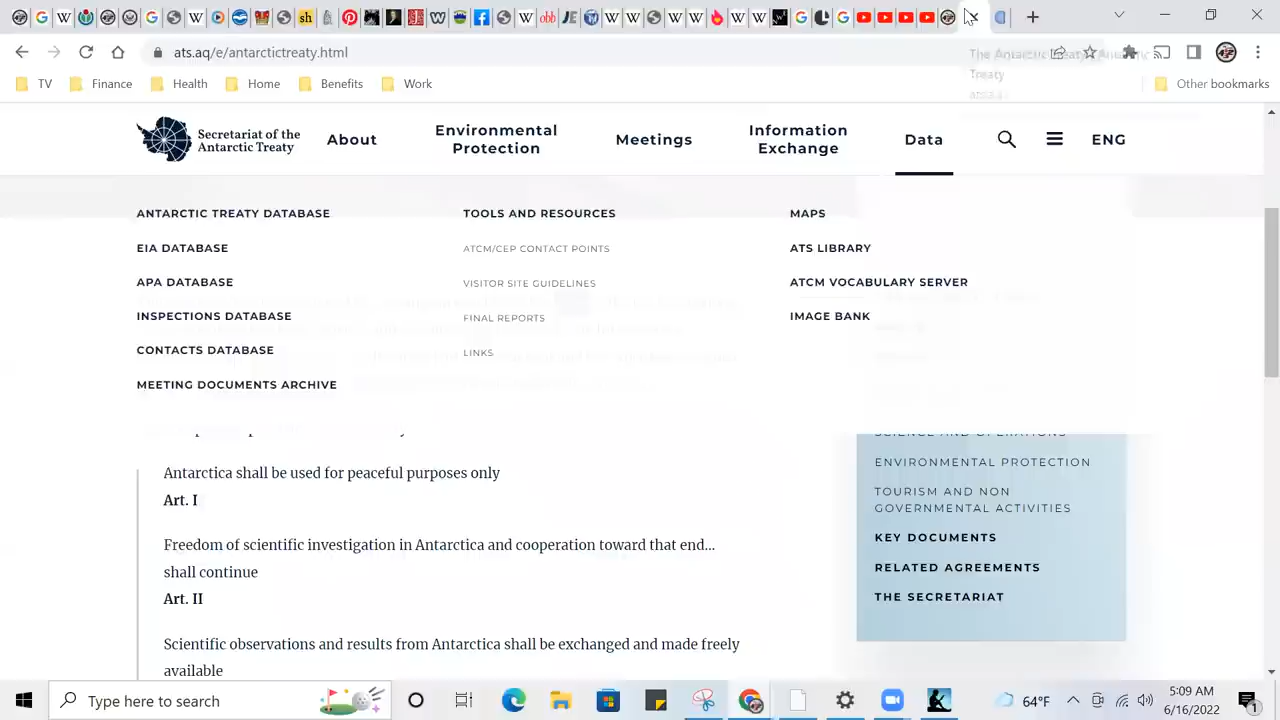 ats.aq/e/antarctictreaty.html
TV
Finance
Health
Home
Benefits
Work
Other bookmarks
Secretariat of the
Antarctic Treaty
About
Environmental
Protection
Meetings
Information
Exchange
Data
ENG
ANTARCTIC TREATY DATABASE
EIA DATABASE
APA DATABASE
INSPECTIONS DATABASE
CONTACTS DATABASE
MEETING DOCUMENTS ARCHIVE
TOOLS AND RESOURCES
ATCM/CEP CONTACT POINTS
VISITOR SITE GUIDELINES
FINAL REPORTS
LINKS
MAPS
ATS LIBRARY
ATCM VOCABULARY SERVER
IMAGE BANK
Antarctica shall be used for peaceful purposes only
Art. I
Freedom of scientific investigation in Antarctica and cooperation toward that end...
shall continue
Art. II
Scientific observations and results from Antarctica shall be exchanged and made freely
available
SCIENCE AND OPERATIONS
ENVIRONMENTAL PROTECTION
TOURISM AND NON
GOVERNMENTAL ACTIVITIES
KEY DOCUMENTS
RELATED AGREEMENTS
THE SECRETARIAT
Type here to search
64°F
5:09 AM
6/16/2022